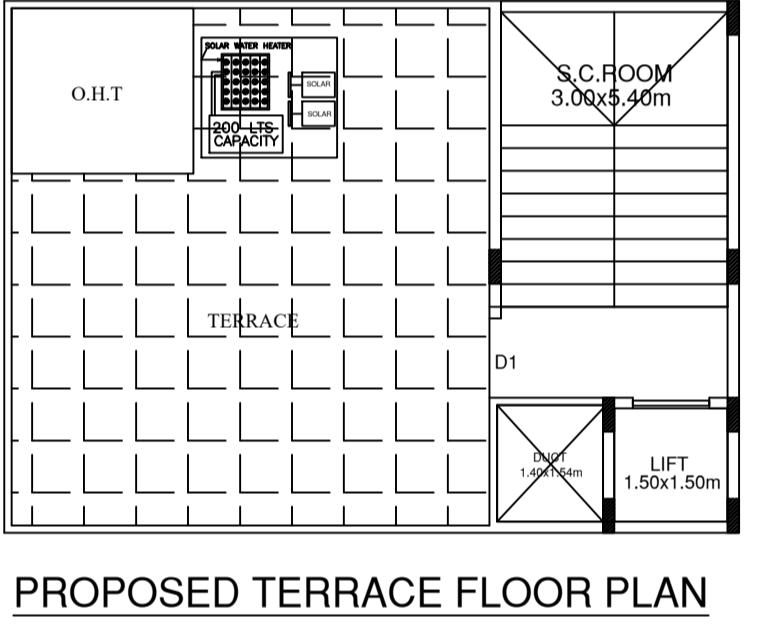 SOLAR WATER HEATER
O.H.T
SOLAR
SOLAR
200 LTS
CAPACITY
S.C.ROOM
3.00x5.40m
TERRACE
D1
DUCT
1.40x1.54m
LIFT
1.50x1.50m
PROPOSED TERRACE FLOOR PLAN